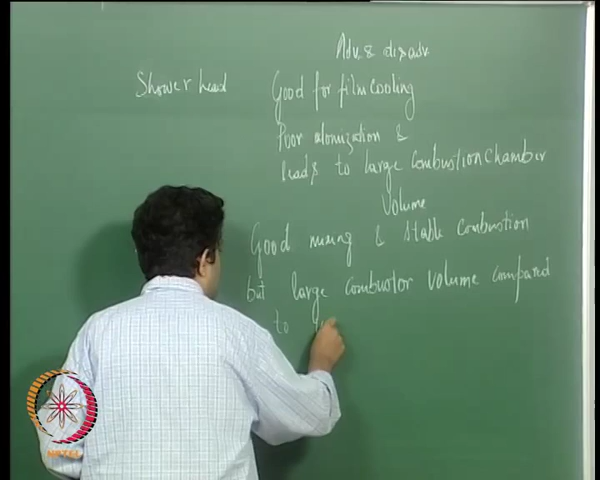 Adv. & disadv
Shower head Good for film cooling
Poor atomization &
leads to large Combustion Chamber
Volume
Good mixing & stable Combustion
but large combustor volume compared
to
NPTEL